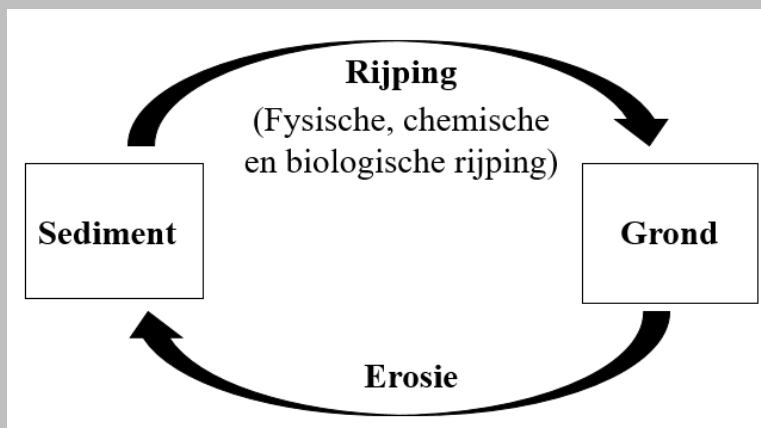 Rijping
(Fysische, chemische
en biologische rijping)
Sediment
Grond
Erosie